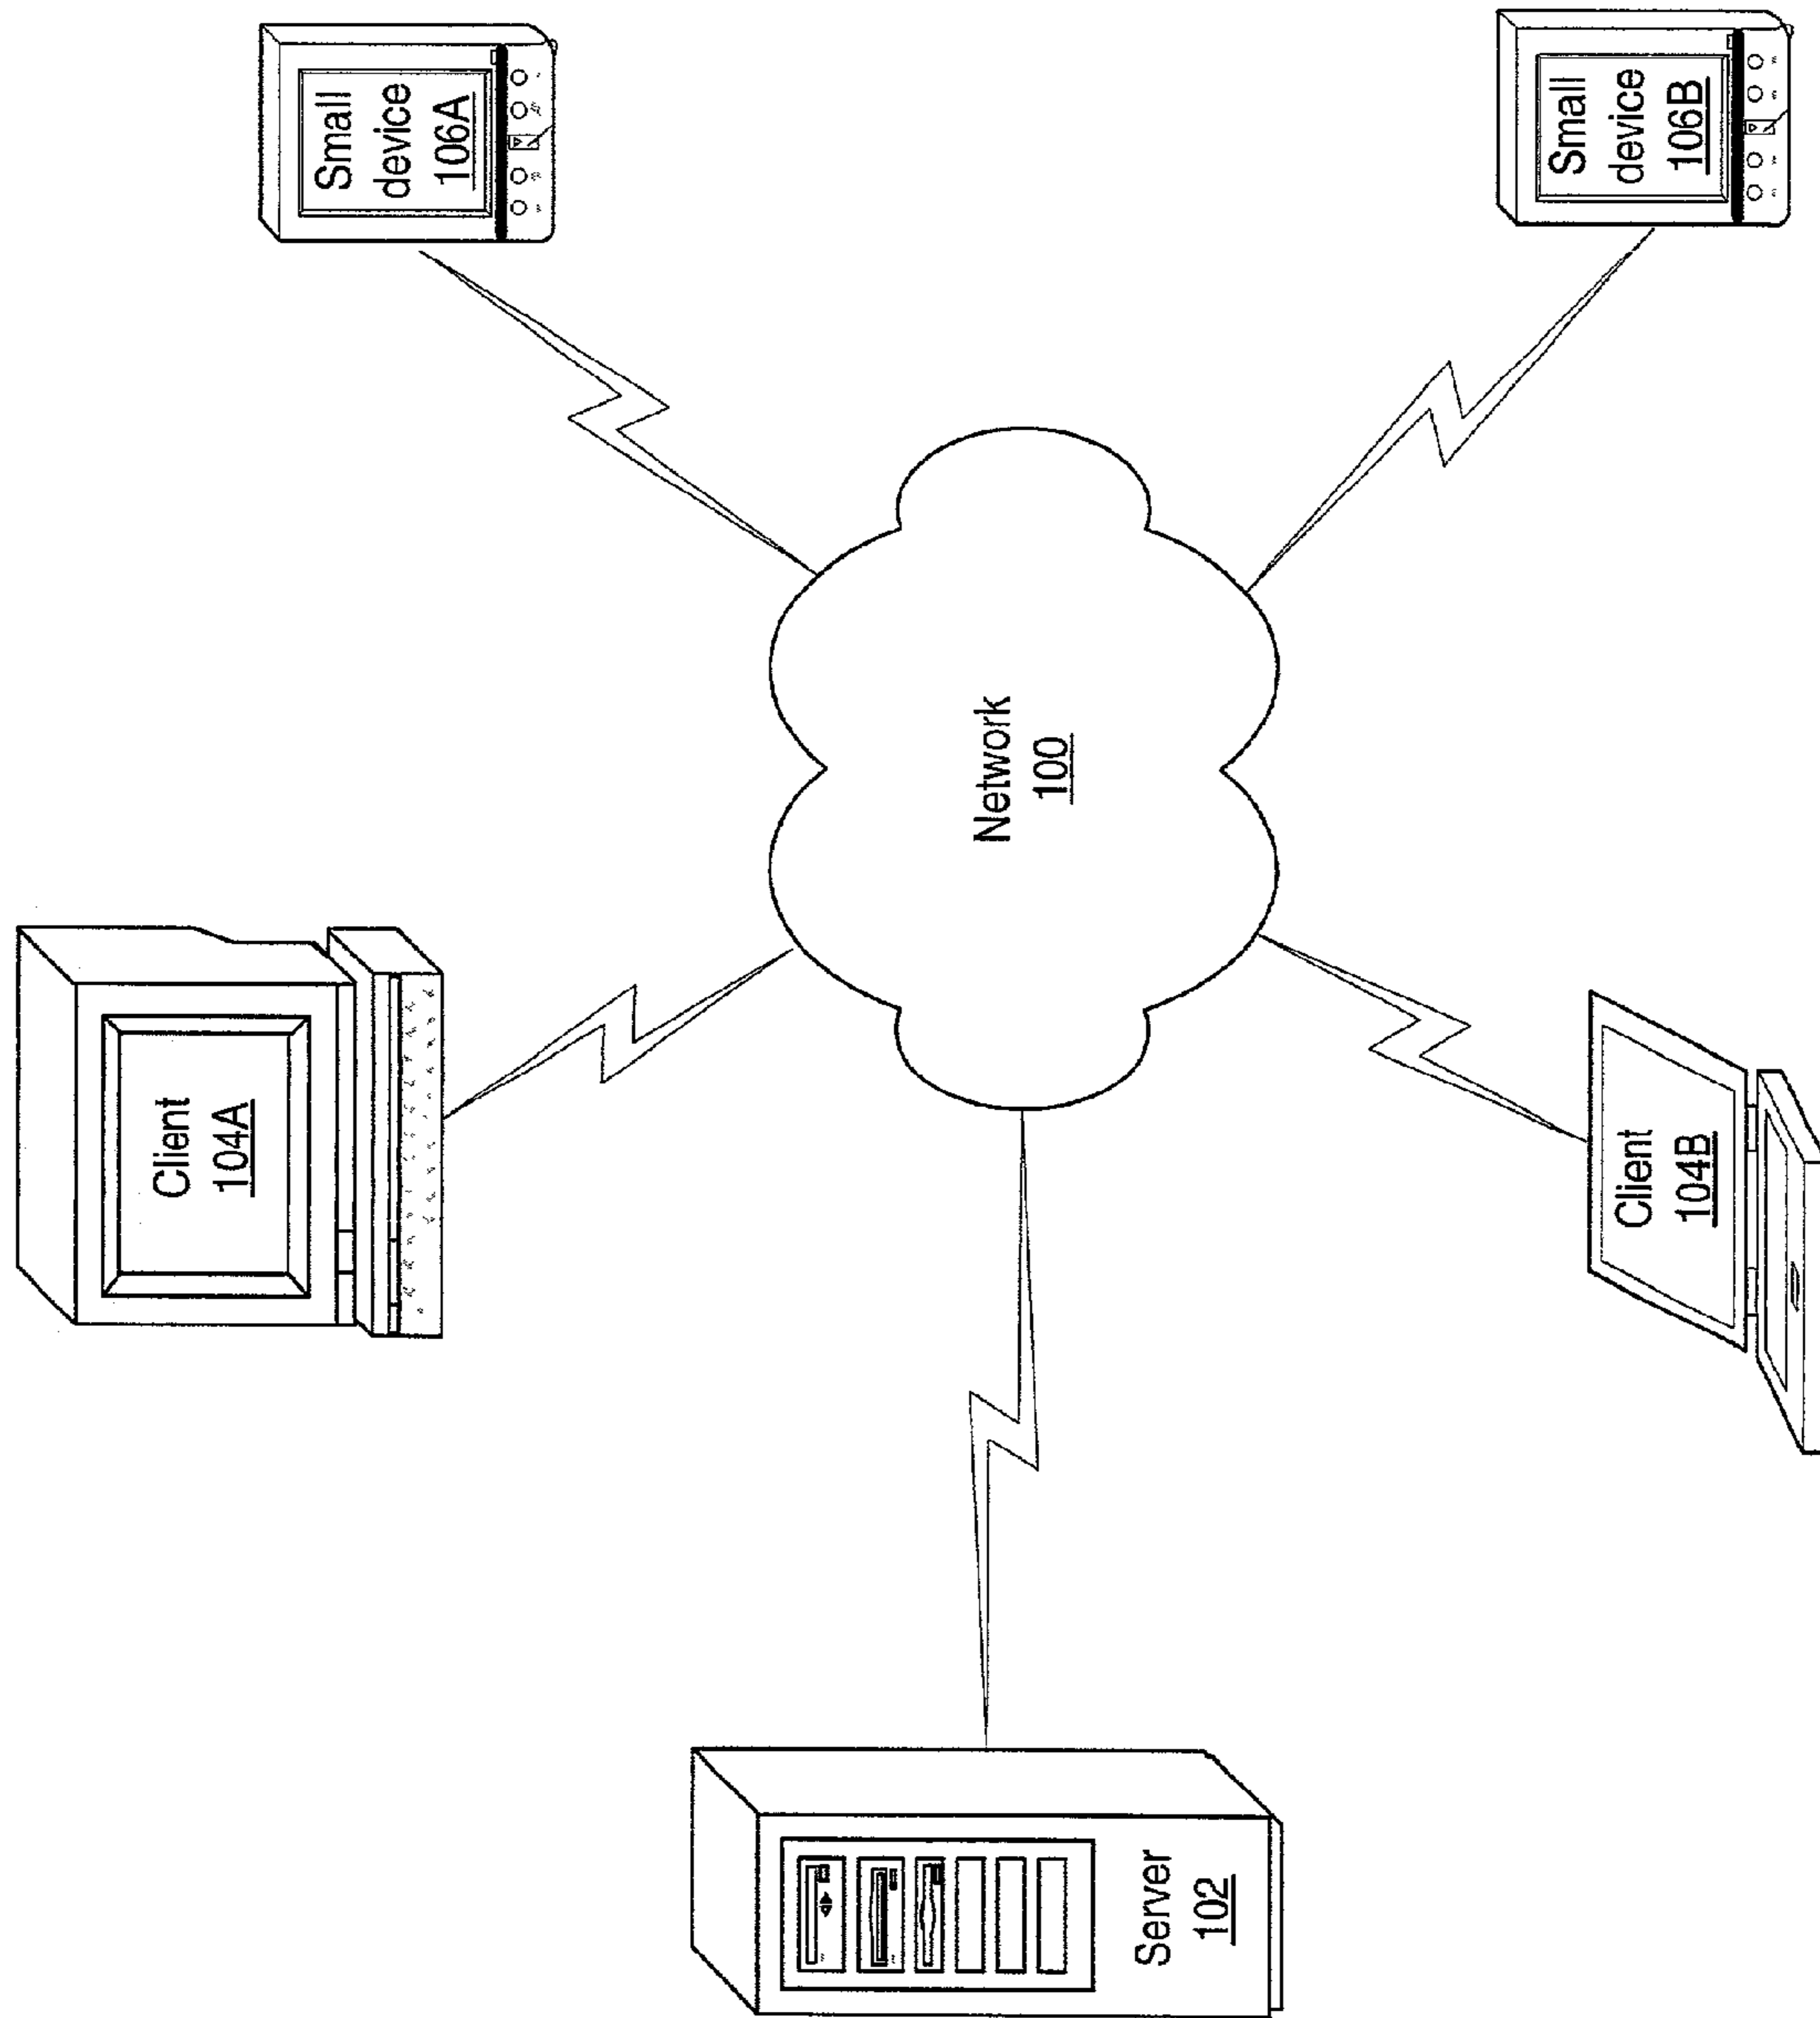 Client
104A
Small
device
106A
Server
102
Network
100
Client
104B
Small
device
106B